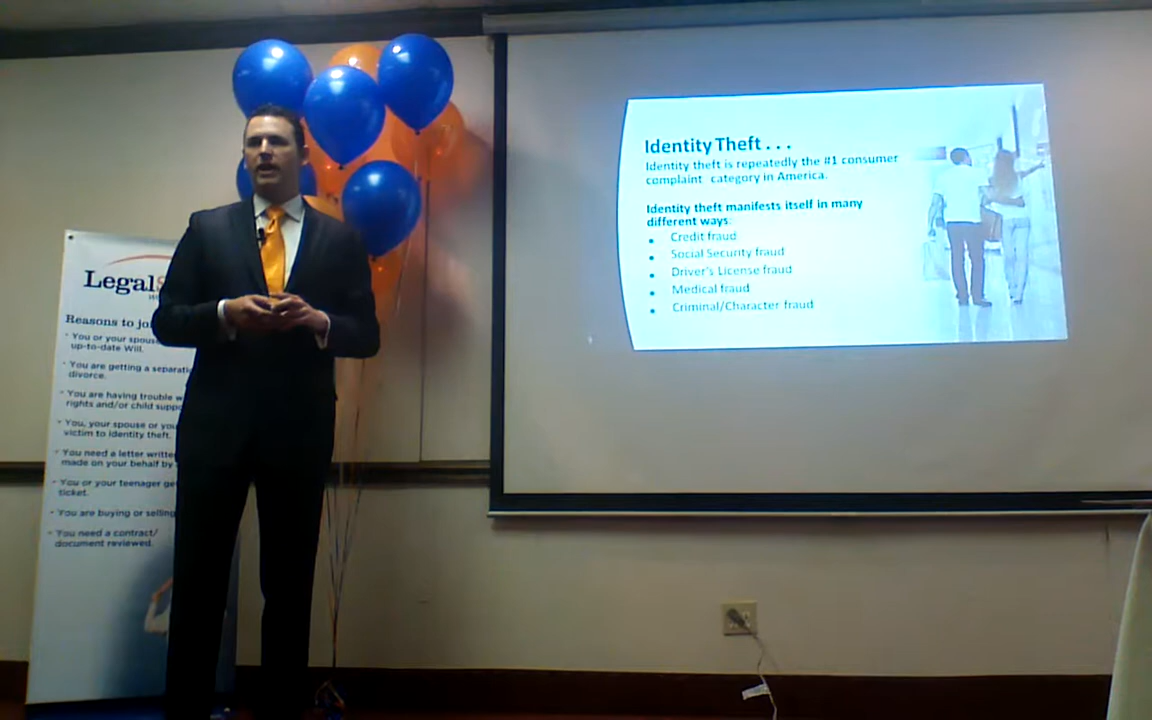 Legal
Reasons to joi
- You or your spous
up-to-date Will.
- You are getting a separati
divorce.
- You are having trouble w
rights and/or child suppo
- You, your spouse or you
victim to identity theft.
- You need a letter written
made on your behalf by
- You or your teenager get
ticket.
- You are buying or selling
- You need a contract/
document reviewed.
Identity Theft . . .
Identity theft is repeatedly the #1 consumer
complaint category in America.
Identity theft manifests itself in many
different ways:
• Credit fraud
• Social Security fraud
• Driver's License fraud
• Medical fraud
• Criminal/Character fraud